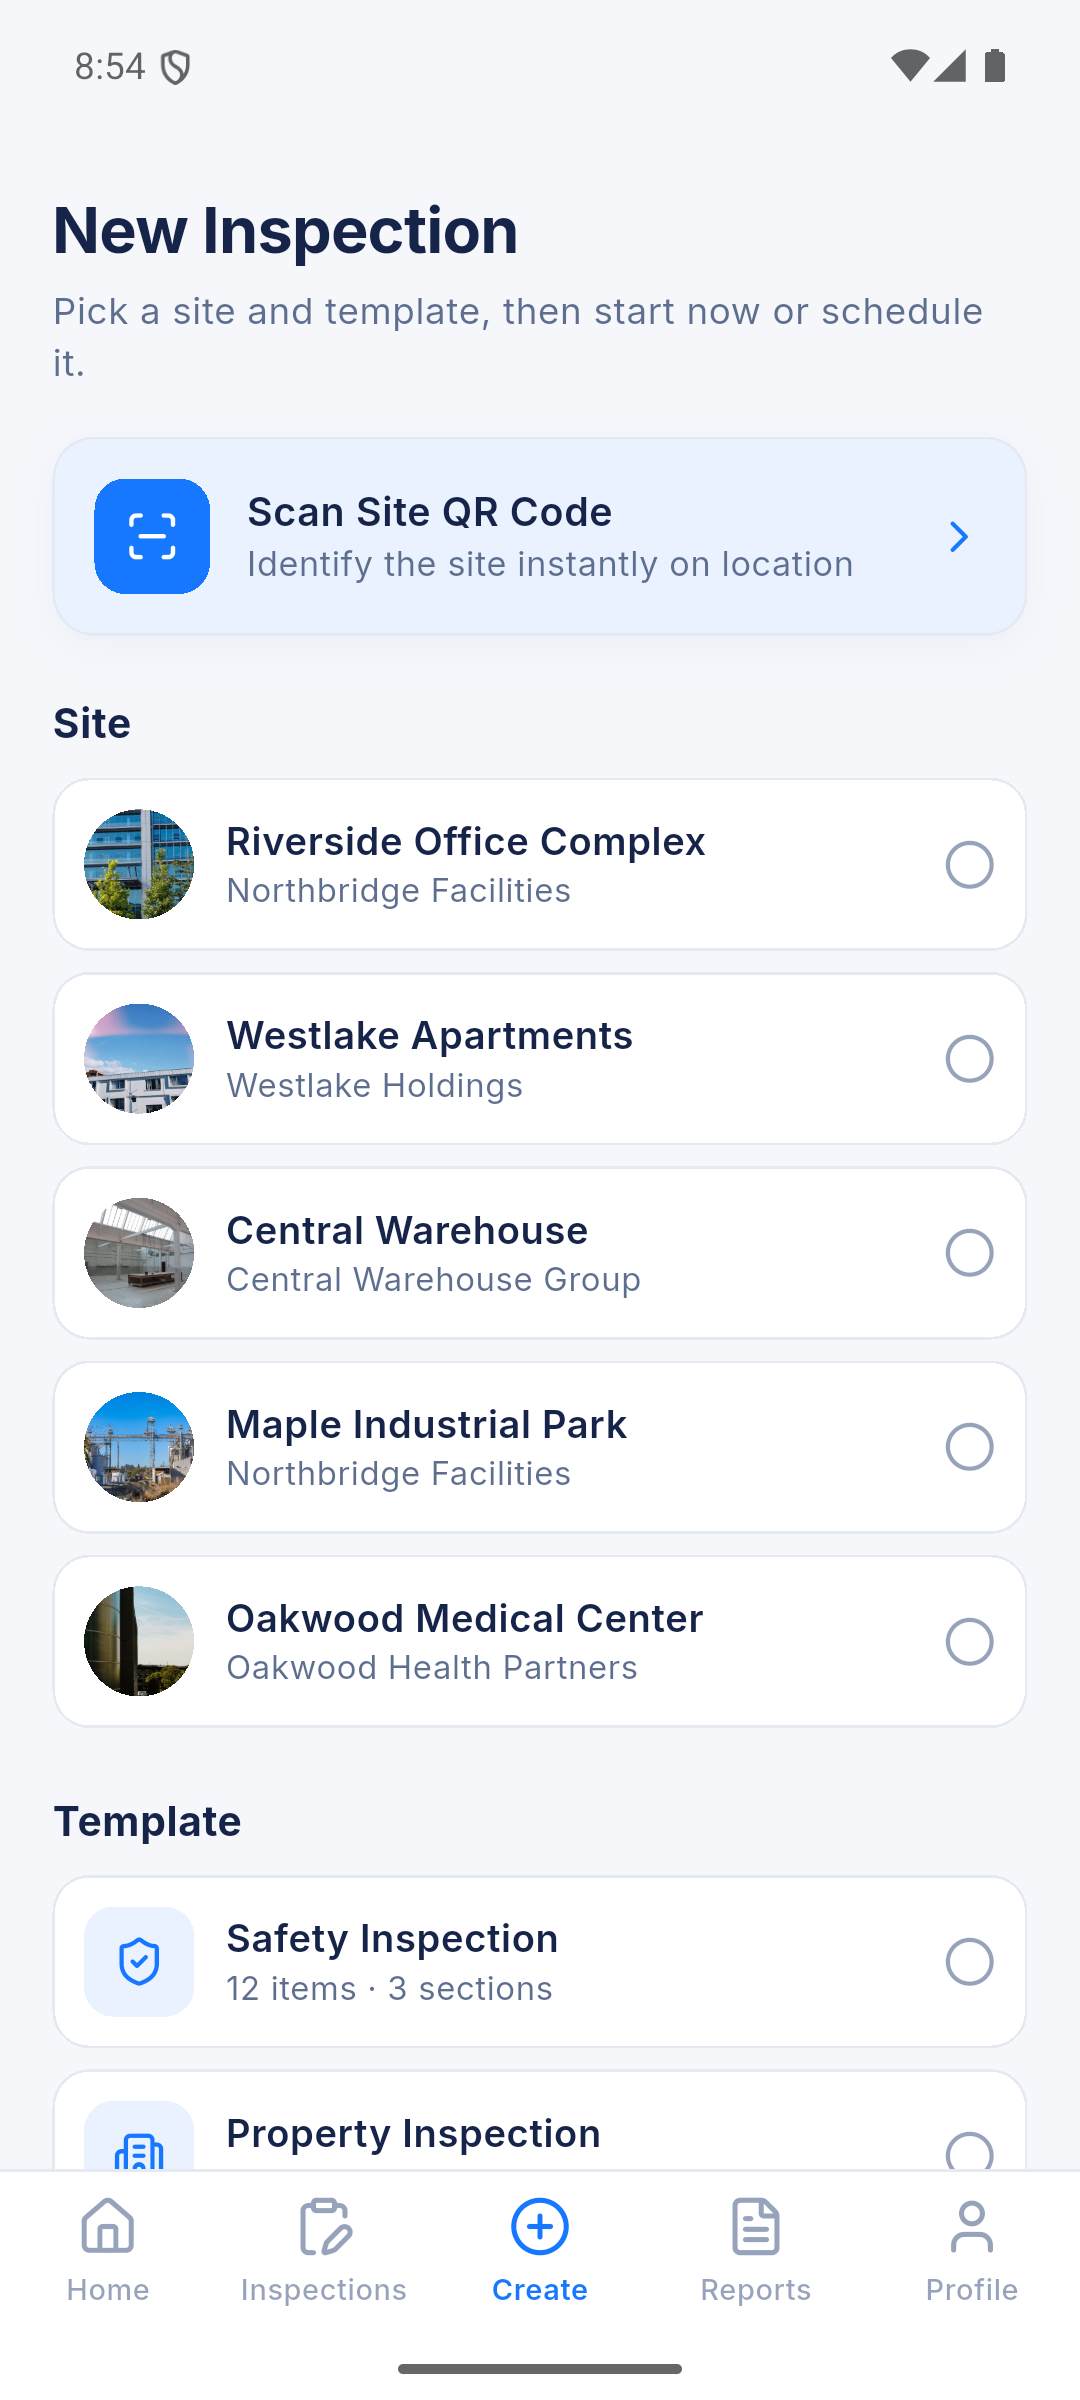 8:54
New Inspection
Pick a site and template, then start now or schedule
it.
Scan Site QR Code
Identify the site instantly on location
Site
Riverside Office Complex
Northbridge Facilities
Westlake Apartments
Westlake Holdings
Central Warehouse
Central Warehouse Group
Maple Industrial Park
Northbridge Facilities
Oakwood Medical Center
Oakwood Health Partners
Template
Safety Inspection
12 items · 3 sections
Property Inspection
Home
Inspections
Create
Reports
Profile